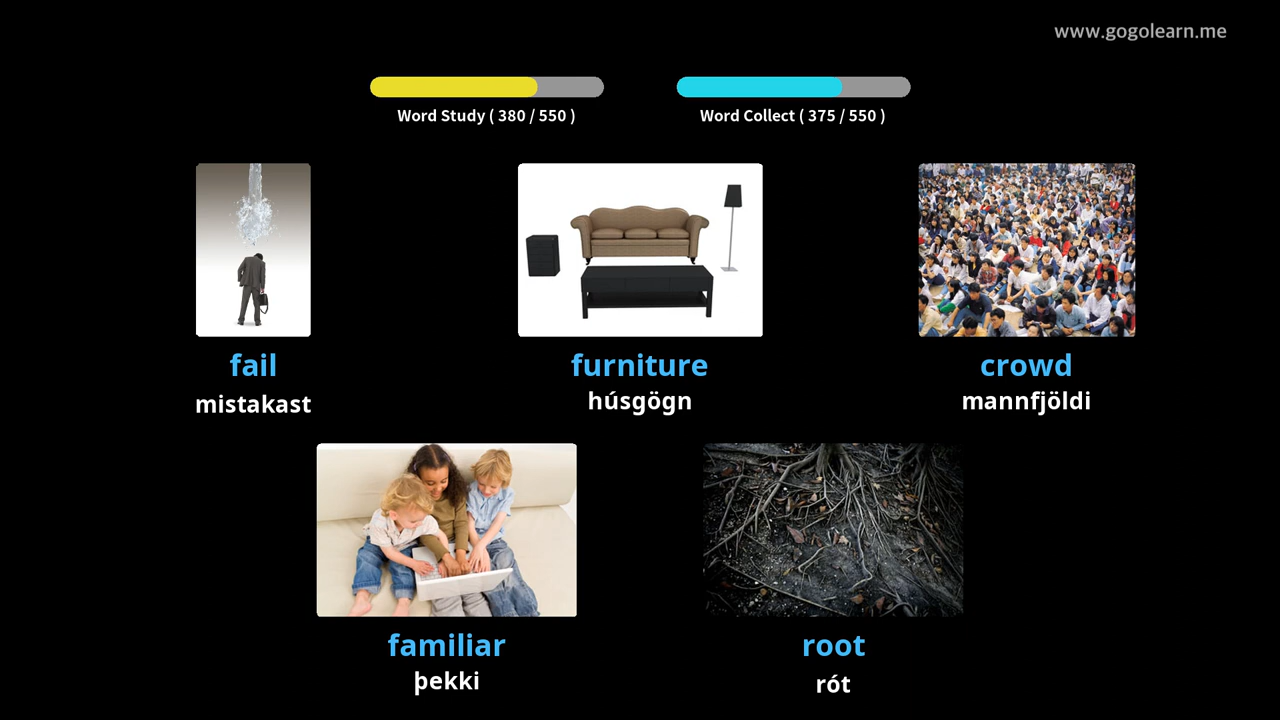 www.gogolearn.me
Word Study ( 380 / 550 )
Word Collect ( 375 / 550 )
fail
mistakast
furniture
húsgögn
crowd
mannfjöldi
familiar
þekki
root
rót